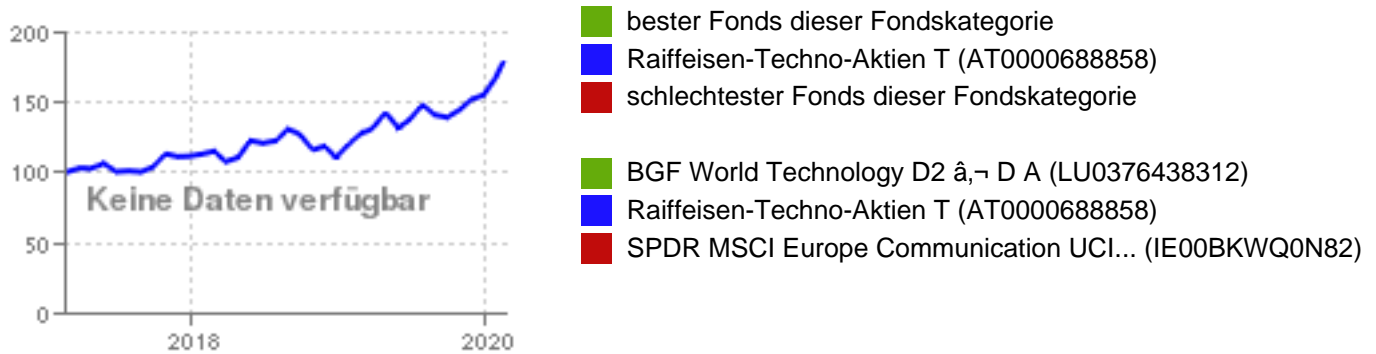 200
150
100
50
0
2018
2020
Keine Daten verfügbar
bester Fonds dieser Fondskategorie
Raiffeisen-Techno-Aktien T (AT0000688858)
schlechtester Fonds dieser Fondskategorie
BGF World Technology D2 â‚¬ D A (LU0376438312)
Raiffeisen-Techno-Aktien T (AT0000688858)
SPDR MSCI Europe Communication UCI... (IE00BKWQ0N82)